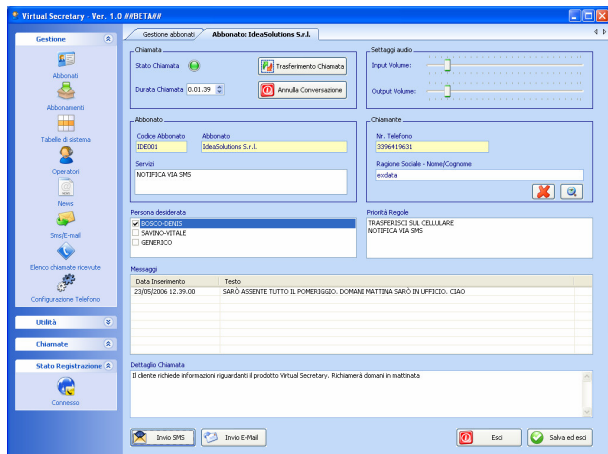 Virtual Secretary - Ver. 1.0 ##BETA##
Gestione
Abbonati
Abbonamenti
Tabelle di sistema
Operatori
News
Sms/E-mail
Elenco chiamate ricevute
Configurazione Telefono
Utilità
Chiamate
Stato Registrazione
Connesso
Gestione abbonati
Abbonato: IdeaSolutions S.r.l.
Chiamata
Stato Chiamata
Trasferimento Chiamata
Durata Chiamata 0.01.39
Annulla Conversazione
Settaggi audio
Input Volume:
Output Volume:
Abbonato
Codice Abbonato Abbonato
IDE001 IdeaSolutions S.r.l.
Servizi
NOTIFICA VIA SMS
Chiamante
Nr. Telefono
3396419631
Ragione Sociale - Nome/Cognome
exdata
Persona desiderata
BOSCO-DENIS
SAVINO-VITALE
GENERICO
Priorità Regole
TRASFERISCI SUL CELLULARE
NOTIFICA VIA SMS
Messaggi
Data Inserimento Testo
23/05/2006 12.39.00 SARÒ ASSENTE TUTTO IL POMERIGGIO. DOMANI MATTINA SARÒ IN UFFICIO. CIAO
Dettaglio Chiamata
Il cliente richiede informazioni riguardanti il prodotto Virtual Secretary. Richiamerà domani in mattinata
Invio SMS
Invio E-Mail
Esci
Salva ed esci